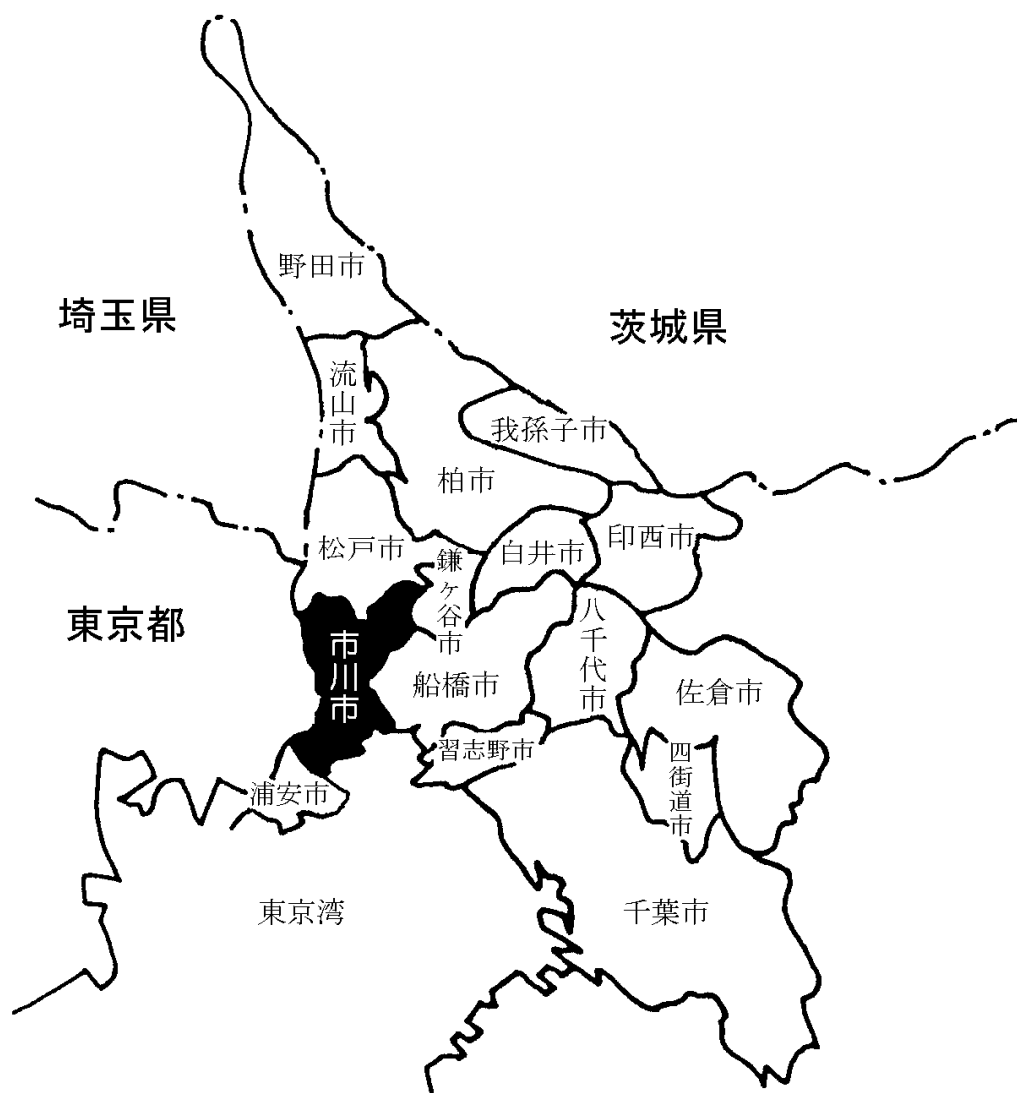 野田市
埼玉県
茨城県
流山市
我孫子市
柏市
印西市
松戸市
白井市
鎌ヶ谷市
八千代市
東京都
市川市
船橋市
佐倉市
習志野市
四街道市
浦安市
東京湾
千葉市